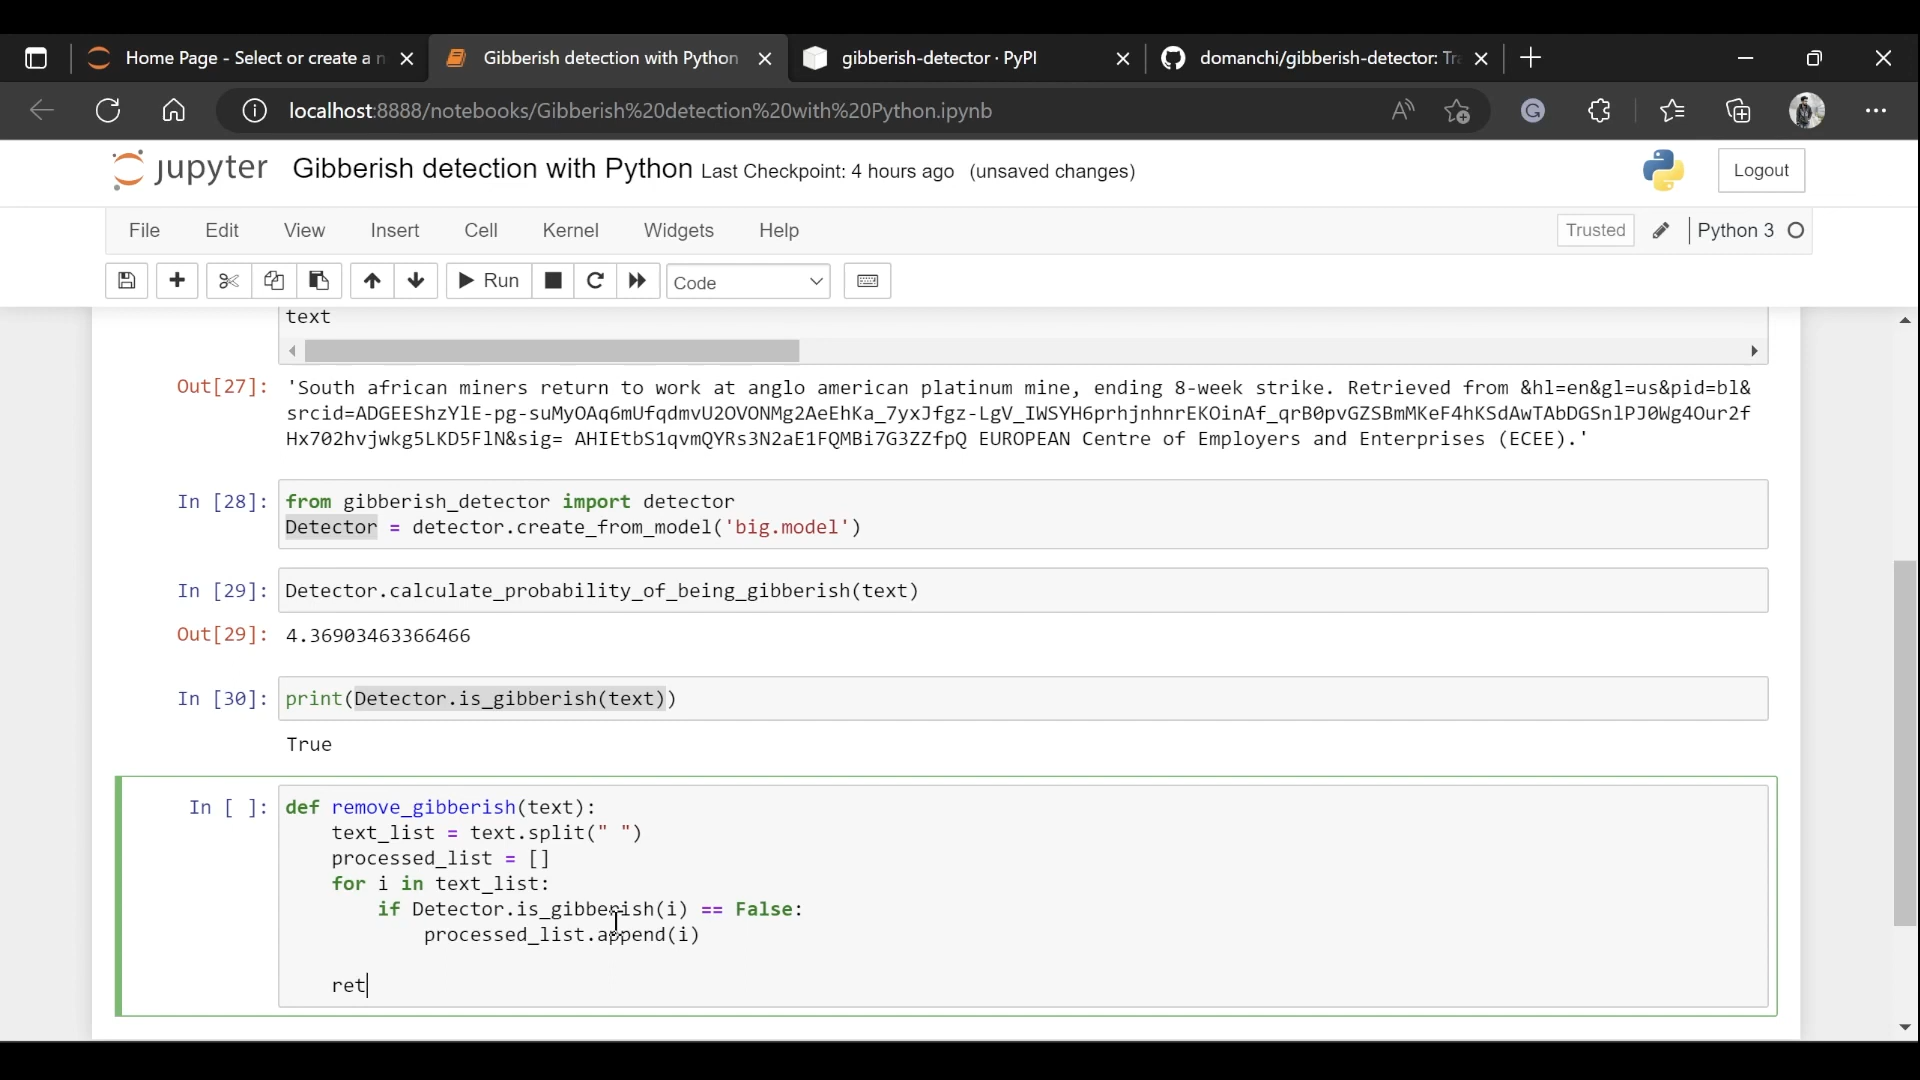 Home Page - Select or create a n
Gibberish detection with Python
gibberish-detector · PyPI
domanchi/gibberish-detector: Tra
localhost:8888/notebooks/Gibberish%20detection%20with%20Python.ipynb
jupyter Gibberish detection with Python Last Checkpoint: 4 hours ago (unsaved changes)
Logout
File Edit View Insert Cell Kernel Widgets Help
Trusted
Python 3
Run
Code
text
Out[27]: 'South african miners return to work at anglo american platinum mine, ending 8-week strike. Retrieved from &hl=en&gl=us&pid=bl&
srcid=ADGEEShzYlE-pg-suMyOAq6mUfqdmvU2OVONMg2AeEhKa_7yxJfgz-LgV_IWSYH6prhjnhnrEKOinAf_qrB0pvGZSBmMKeF4hKSdAwTAbDGSnlPJ0Wg4Our2f
Hx702hvjwkg5LKD5FlN&sig= AHIEtbS1qvmQYRs3N2aE1FQMBi7G3ZZfpQ EUROPEAN Centre of Employers and Enterprises (ECEE).'
In [28]: from gibberish_detector import detector
Detector = detector.create_from_model('big.model')
In [29]: Detector.calculate_probability_of_being_gibberish(text)
Out[29]: 4.36903463366466
In [30]: print(Detector.is_gibberish(text))
True
In [ ]: def remove_gibberish(text):
text_list = text.split(" ")
processed_list = []
for i in text_list:
if Detector.is_gibberish(i) == False:
processed_list.append(i)
ret